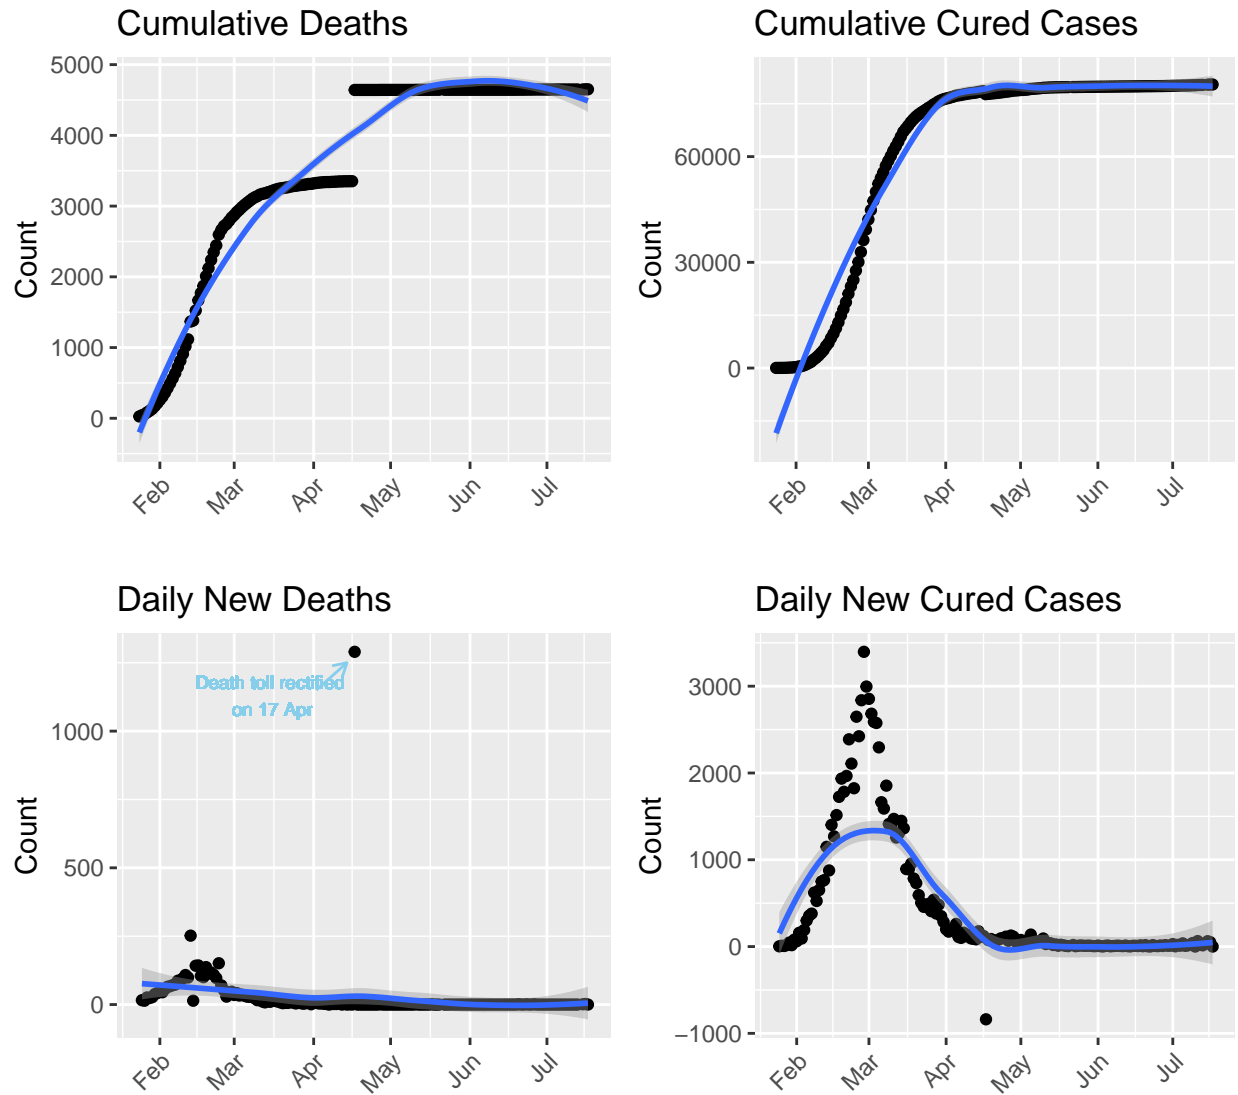 Cumulative Deaths
5000
4000
3000
2000
1000
0
Count
Feb
Mar
Apr
May
Jun
Jul
Cumulative Cured Cases
60000
30000
0
Count
Feb
Mar
Apr
May
Jun
Jul
Daily New Deaths
1000
500
0
Count
Death toll rectified
on 17 Apr
Feb
Mar
Apr
May
Jun
Jul
Daily New Cured Cases
3000
2000
1000
0
−1000
Count
Feb
Mar
Apr
May
Jun
Jul